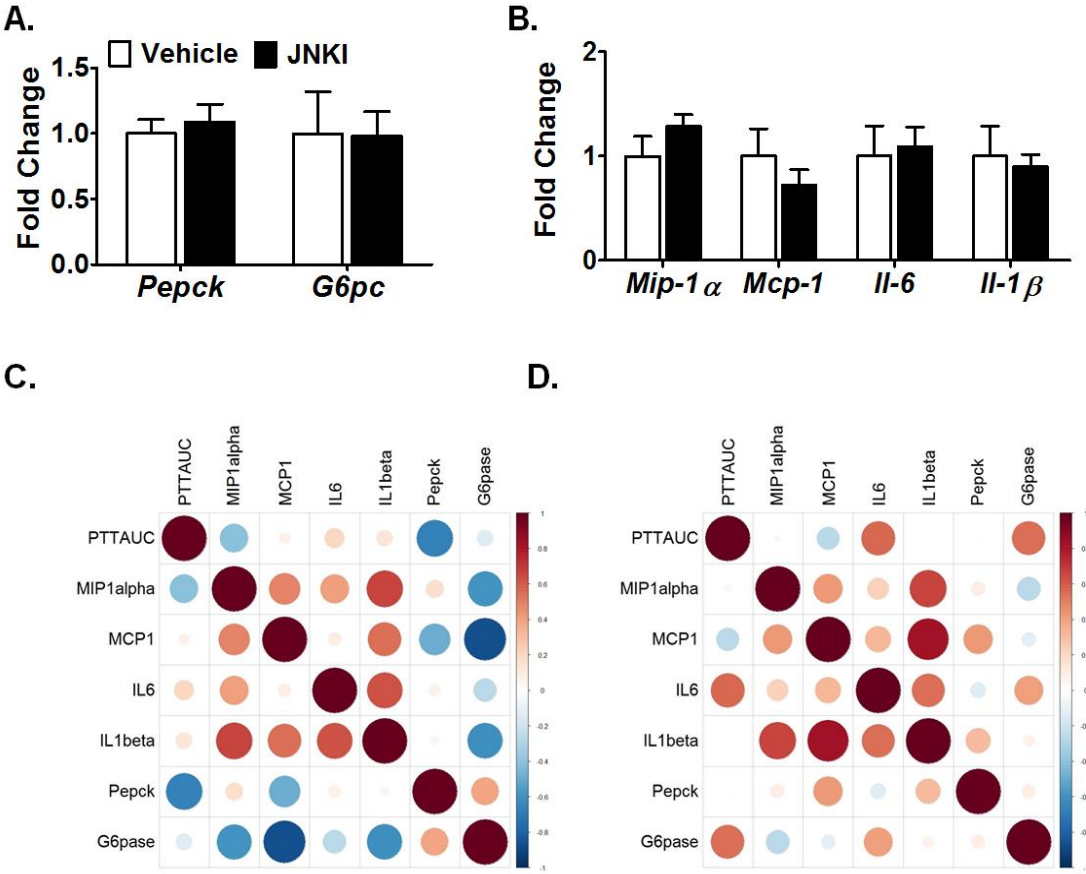 A.
Vehicle JNKI
Fold Change
1.5
1.0
0.5
0.0
Pepck G6pc
B.
Fold Change
2
1
0
Mip-1α Mcp-1 Il-6 Il-1β
C.
PTTAUC MIP1alpha MCP1 IL6 IL1beta Pepck G6pase
PTTAUC
MIP1alpha
MCP1
IL6
IL1beta
Pepck
G6pase
1
0.8
0.6
0.4
0.2
0
-0.2
-0.4
-0.6
-0.8
-1
D.
PTTAUC MIP1alpha MCP1 IL6 IL1beta Pepck G6pase
PTTAUC
MIP1alpha
MCP1
IL6
IL1beta
Pepck
G6pase